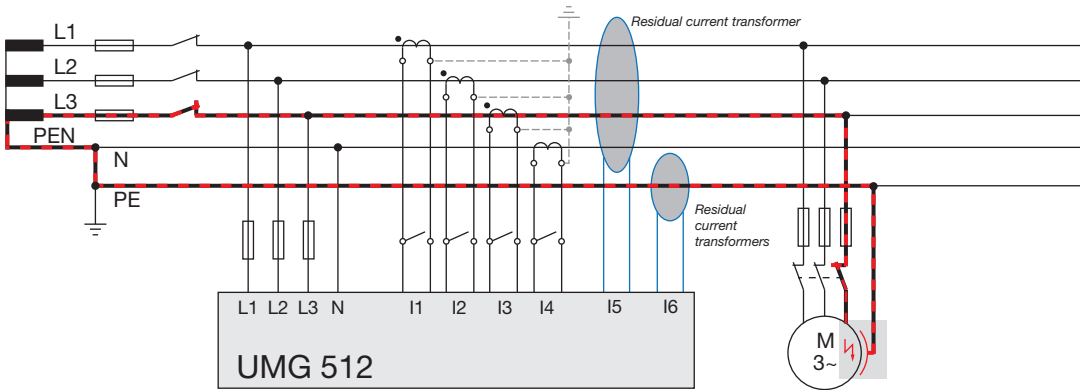 L1
Residual current transformer
L2
L3
PEN
N
PE
Residual
current
transformers
L1 L2 L3 N I1 I2 I3 I4 I5 I6
M
3~
UMG 512